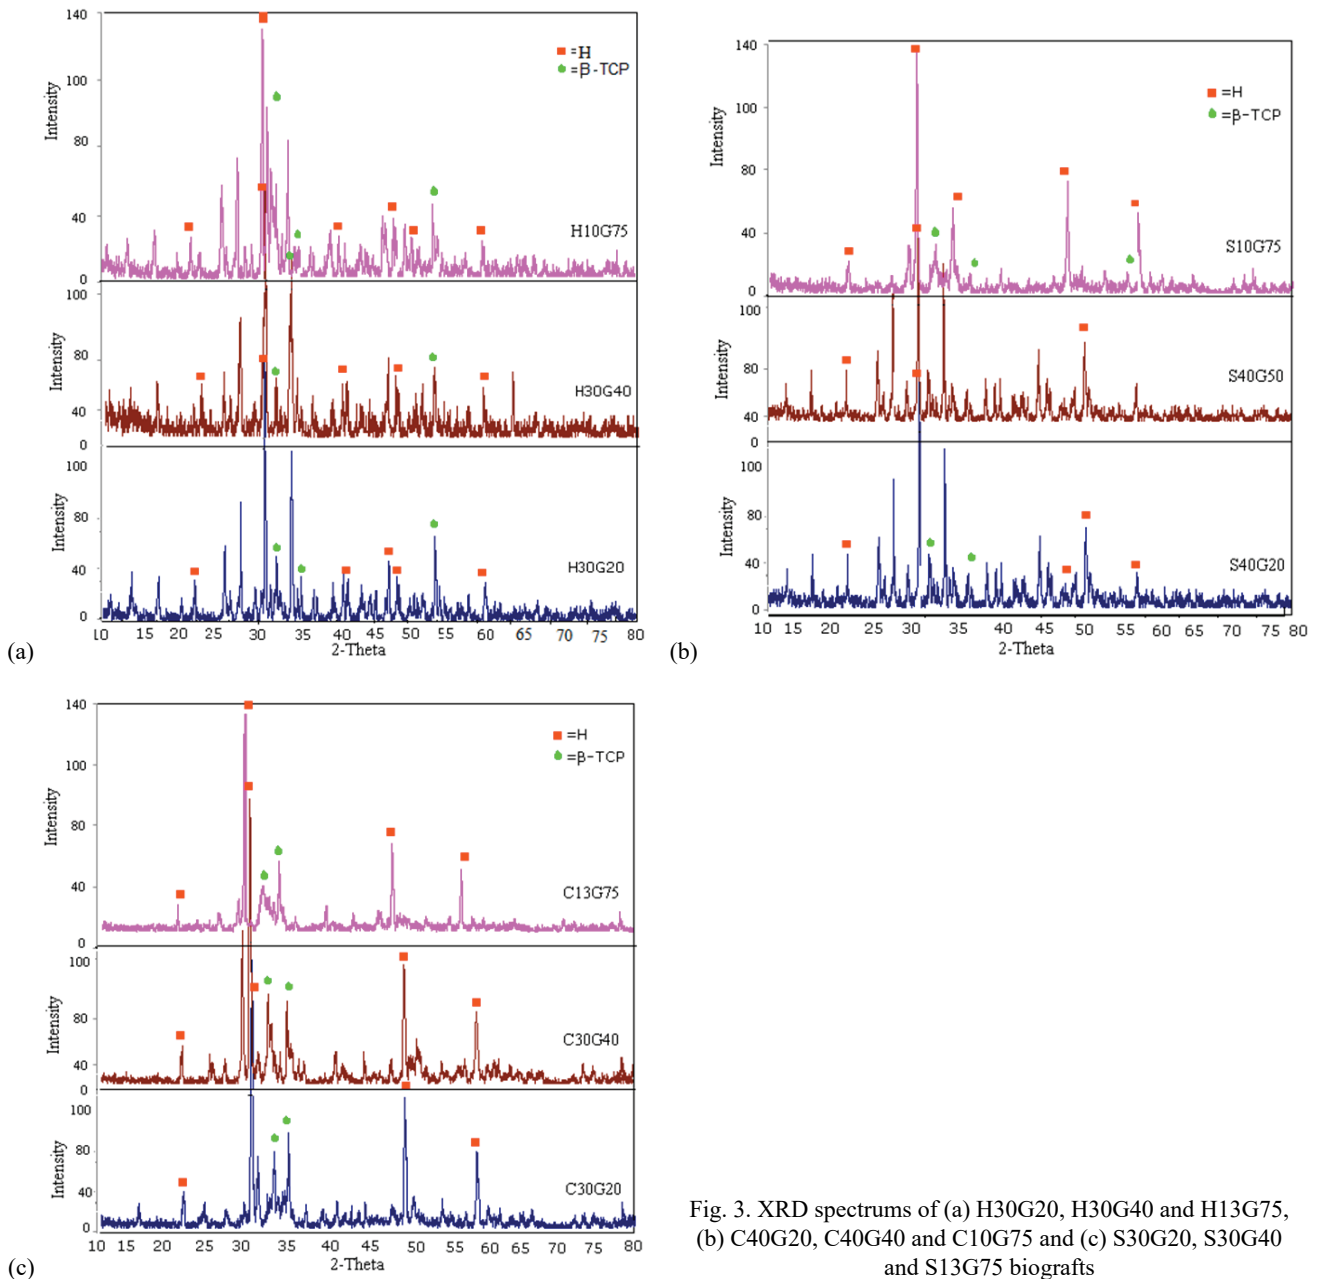 140
100
80
40
0
Intensity
=H
=β-TCP
H10G75
100
80
40
0
Intensity
H30G40
100
80
40
0
Intensity
H30G20
10 15 20 25 30 35 40 45 50 55 60 65 70 75 80
2-Theta
(a)
140
100
80
40
0
Intensity
=H
=β-TCP
S10G75
100
80
40
0
Intensity
S40G50
100
80
40
0
Intensity
S40G20
10 15 20 25 30 35 45 50 55 60 65 70 80
2-Theta
(b)
140
100
80
40
0
Intensity
=H
=β-TCP
C13G75
100
80
40
0
Intensity
C30G40
100
80
40
0
Intensity
C30G20
10 15 20 25 30 35 40 45 50 55 60 65 70 80
2-Theta
(c)
Fig. 3. XRD spectrums of (a) H30G20, H30G40 and H13G75,
(b) C40G20, C40G40 and C10G75 and (c) S30G20, S30G40
and S13G75 biografts